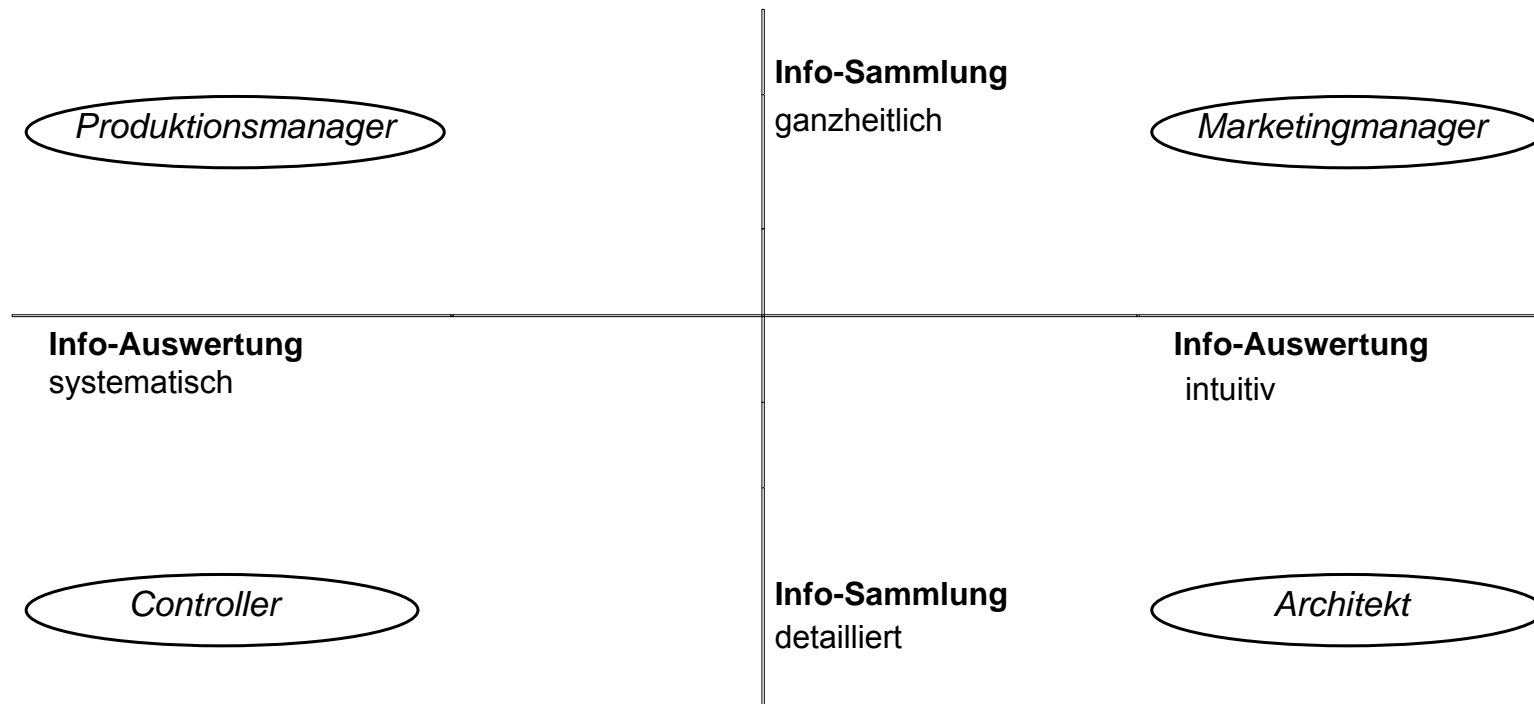 Info-Sammlung
ganzheitlich
Produktionsmanager
Marketingmanager
Info-Auswertung
systematisch
Info-Auswertung
intuitiv
Info-Sammlung
detailliert
Controller
Architekt